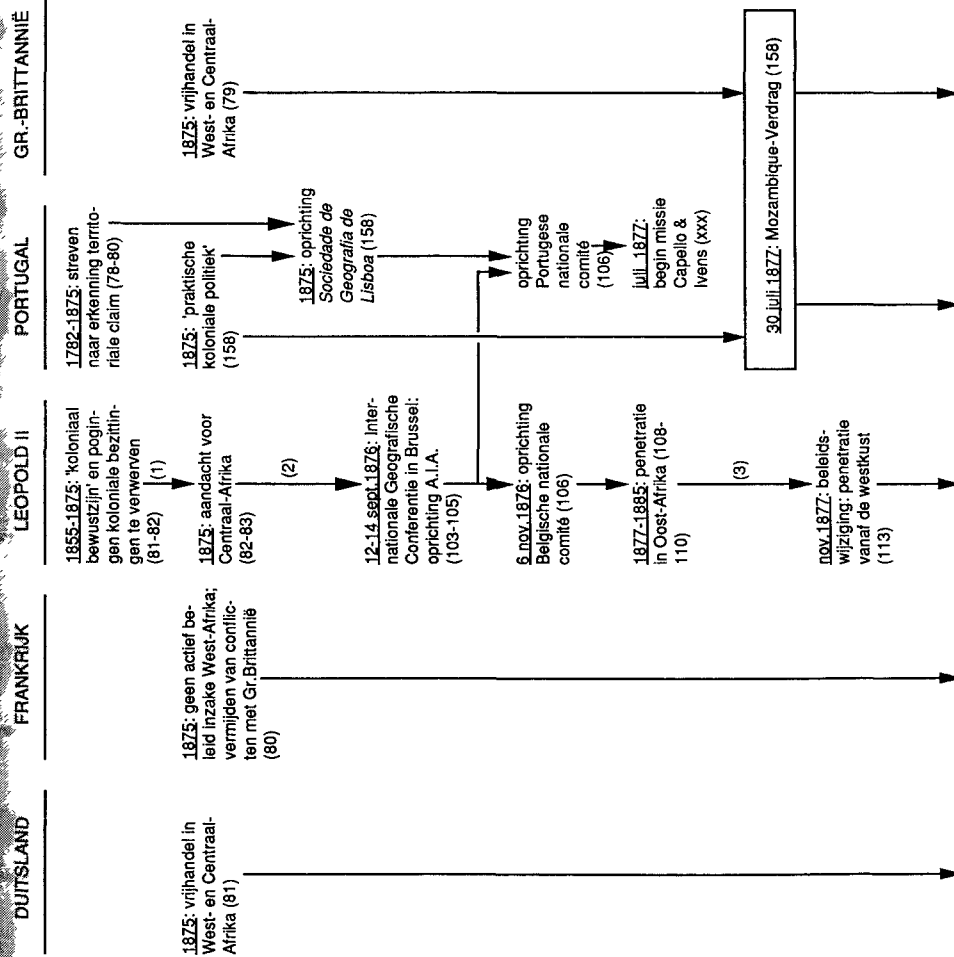 DUITSLAND
1875: vrijhandel in
West- en Centraal-
Afrika (81)
FRANKRIJK
1875: geen actief be-
leid inzake West-Afrika;
vermijden van conflic-
ten met Gr.Brittannië
(80)
LEOPOLD II
1855-1875: 'koloniaal
bewustzijn' en pogin-
gen koloniale bezittin-
gen te verwerven
(81-82)
(1)
1875: aandacht voor
Centraal-Afrika
(82-83)
(2)
12-14 sept.1876: Inter-
nationale Geografische
Conferentie in Brussel:
oprichting A.I.A.
(103-105)
6 nov.1876: oprichting
Belgische nationale
comité (106)
1877-1885: penetratie
in Oost-Afrika (108-
110)
(3)
nov.1877: beleids-
wijziging: penetratie
vanaf de westkust
(113)
PORTUGAL
1782-1875: streven
naar erkenning territo-
riale claim (78-80)
1875: 'praktische
koloniale politiek'
(158)
1875: oprichting
Sociedade de
Geografia de
Lisboa (158)
oprichting
Portugese
nationale
comité
(106)
juli 1877:
begin missie
Capello &
Ivens (xxx)
GR.-BRITTANNIË
1875: vrijhandel in
West- en Centraal-
Afrika (79)
30 juli 1877: Mozambique-Verdrag (158)